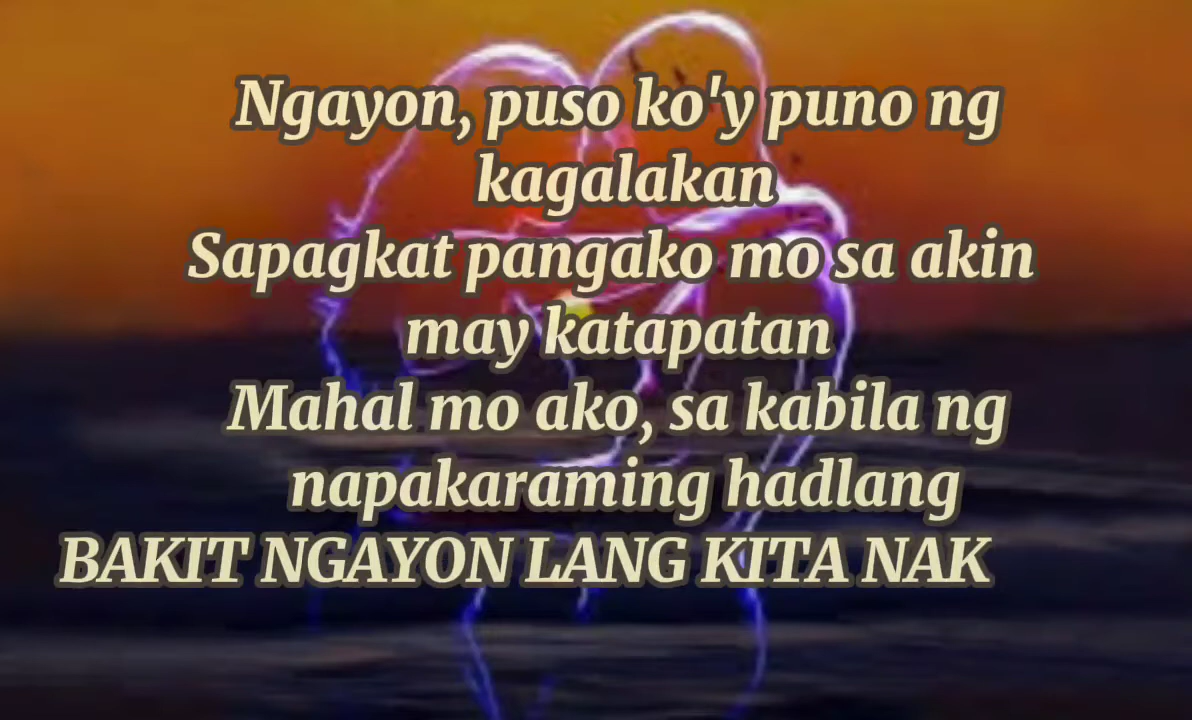 Ngayon, puso ko'y puno ng
kagalakan
Sapagkat pangako mo sa akin
may katapatan
Mahal mo ako, sa kabila ng
napakaraming hadlang
BAKIT NGAYON LANG KITA NAK